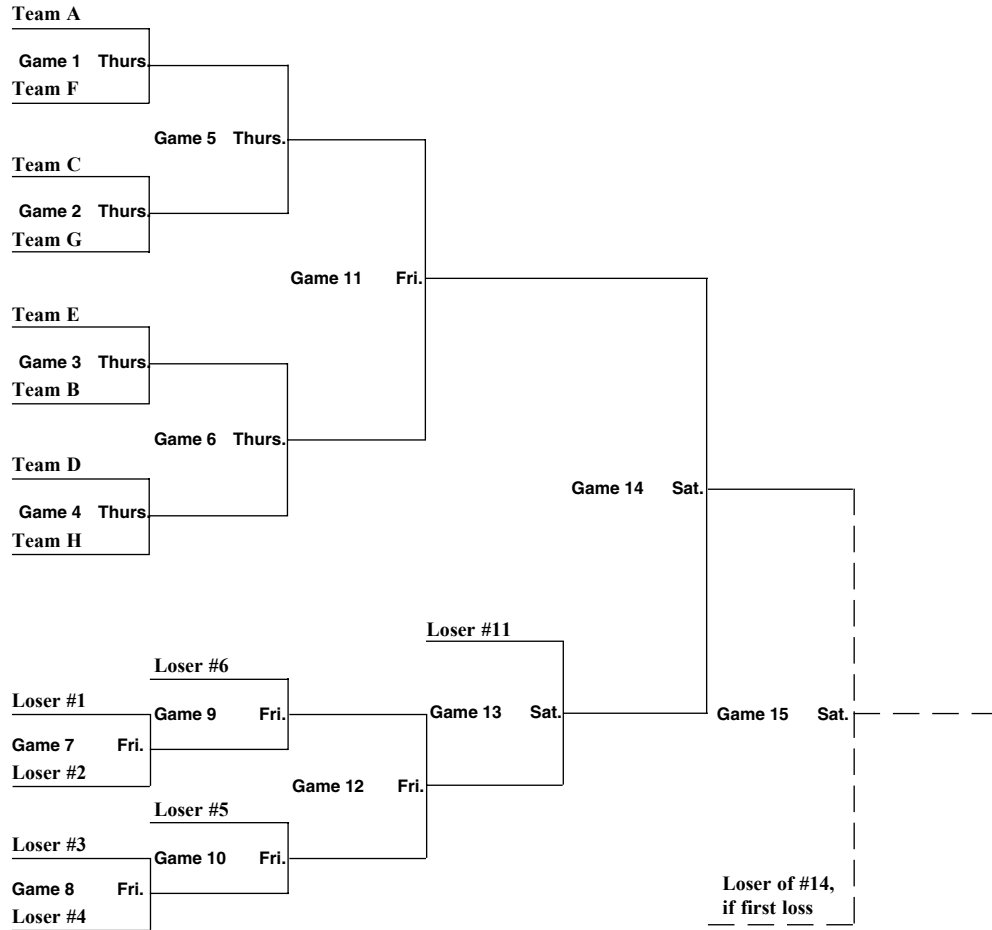 Team A
Game 1 Thurs.
Team F
Game 5 Thurs.
Team C
Game 2 Thurs.
Team G
Game 11 Fri.
Team E
Game 3 Thurs.
Team B
Game 6 Thurs.
Team D
Game 4 Thurs.
Team H
Game 14 Sat.
Loser #11
Loser #6
Loser #1
Game 9 Fri.
Game 13 Sat.
Game 15 Sat.
Game 7 Fri.
Loser #2
Game 12 Fri.
Loser #5
Loser #3
Game 10 Fri.
Game 8 Fri.
Loser #4
Loser of #14,
if first loss